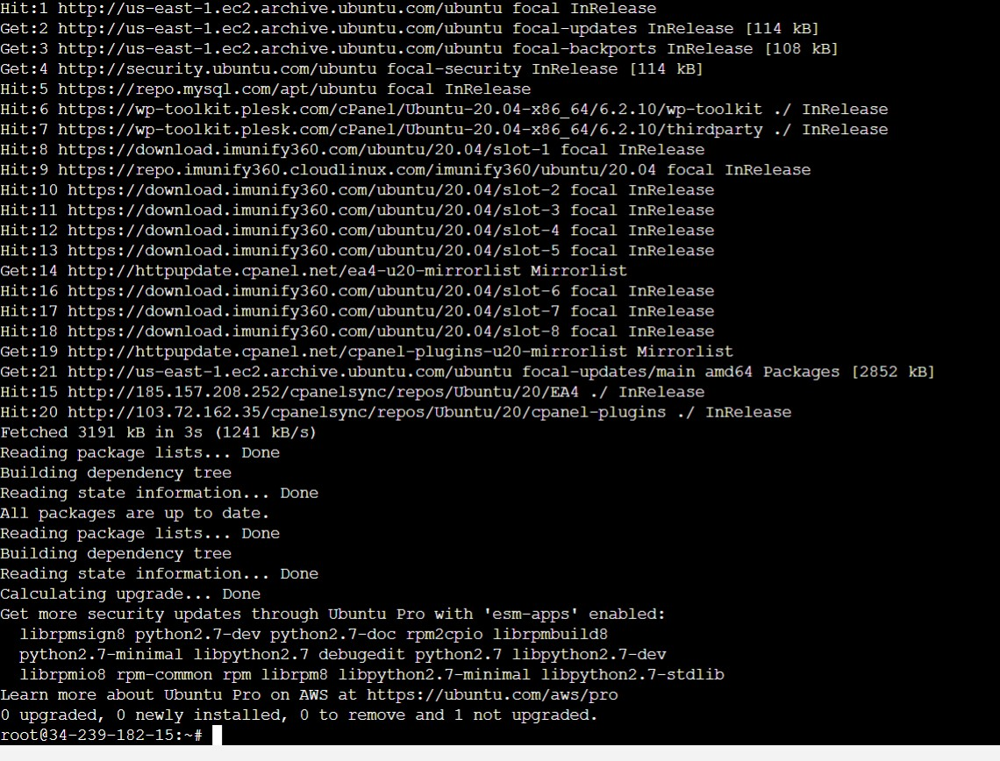 Hit:1 http://us-east-1.ec2.archive.ubuntu.com/ubuntu focal InRelease
Get:2 http://us-east-1.ec2.archive.ubuntu.com/ubuntu focal-updates InRelease [114 kB]
Get:3 http://us-east-1.ec2.archive.ubuntu.com/ubuntu focal-backports InRelease [108 kB]
Get:4 http://security.ubuntu.com/ubuntu focal-security InRelease [114 kB]
Hit:5 https://repo.mysql.com/apt/ubuntu focal InRelease
Hit:6 https://wp-toolkit.plesk.com/cPanel/Ubuntu-20.04-x86_64/6.2.10/wp-toolkit ./ InRelease
Hit:7 https://wp-toolkit.plesk.com/cPanel/Ubuntu-20.04-x86_64/6.2.10/thirdparty ./ InRelease
Hit:8 https://download.imunify360.com/ubuntu/20.04/slot-1 focal InRelease
Hit:9 https://repo.imunify360.cloudlinux.com/imunify360/ubuntu/20.04 focal InRelease
Hit:10 https://download.imunify360.com/ubuntu/20.04/slot-2 focal InRelease
Hit:11 https://download.imunify360.com/ubuntu/20.04/slot-3 focal InRelease
Hit:12 https://download.imunify360.com/ubuntu/20.04/slot-4 focal InRelease
Hit:13 https://download.imunify360.com/ubuntu/20.04/slot-5 focal InRelease
Get:14 http://httpupdate.cpanel.net/ea4-u20-mirrorlist Mirrorlist
Hit:16 https://download.imunify360.com/ubuntu/20.04/slot-6 focal InRelease
Hit:17 https://download.imunify360.com/ubuntu/20.04/slot-7 focal InRelease
Hit:18 https://download.imunify360.com/ubuntu/20.04/slot-8 focal InRelease
Get:19 http://httpupdate.cpanel.net/cpanel-plugins-u20-mirrorlist Mirrorlist
Get:21 http://us-east-1.ec2.archive.ubuntu.com/ubuntu focal-updates/main amd64 Packages [2852 kB]
Hit:15 http://185.157.208.252/cpanelsync/repos/Ubuntu/20/EA4 ./ InRelease
Hit:20 http://103.72.162.35/cpanelsync/repos/Ubuntu/20/cpanel-plugins ./ InRelease
Fetched 3191 kB in 3s (1241 kB/s)
Reading package lists... Done
Building dependency tree
Reading state information... Done
All packages are up to date.
Reading package lists... Done
Building dependency tree
Reading state information... Done
Calculating upgrade... Done
Get more security updates through Ubuntu Pro with 'esm-apps' enabled:
  librpmsign8 python2.7-dev python2.7-doc rpm2cpio librpmbuild8
  python2.7-minimal libpython2.7 debugedit python2.7 libpython2.7-dev
  librpmio8 rpm-common rpm librpm8 libpython2.7-minimal libpython2.7-stdlib
Learn more about Ubuntu Pro on AWS at https://ubuntu.com/aws/pro
0 upgraded, 0 newly installed, 0 to remove and 1 not upgraded.
root@34-239-182-15:~#